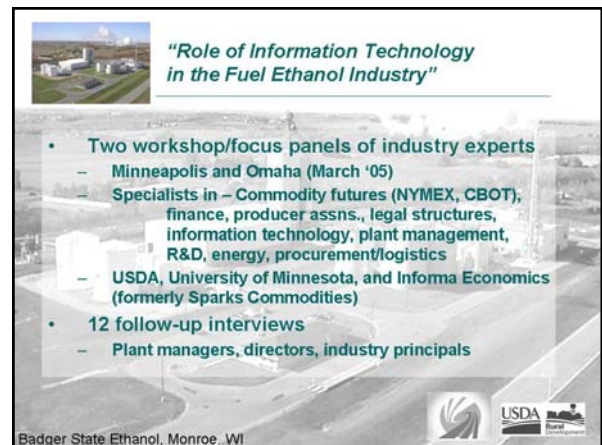 “Role of Information Technology
in the Fuel Ethanol Industry”
• Two workshop/focus panels of industry experts
– Minneapolis and Omaha (March ‘05)
– Specialists in – Commodity futures (NYMEX, CBOT),
finance, producer assns., legal structures,
information technology, plant management,
R&D, energy, procurement/logistics
– USDA, University of Minnesota, and Informa Economics
(formerly Sparks Commodities)
• 12 follow-up interviews
– Plant managers, directors, industry principals
USDA
Rural
Development
Badger State Ethanol, Monroe, WI